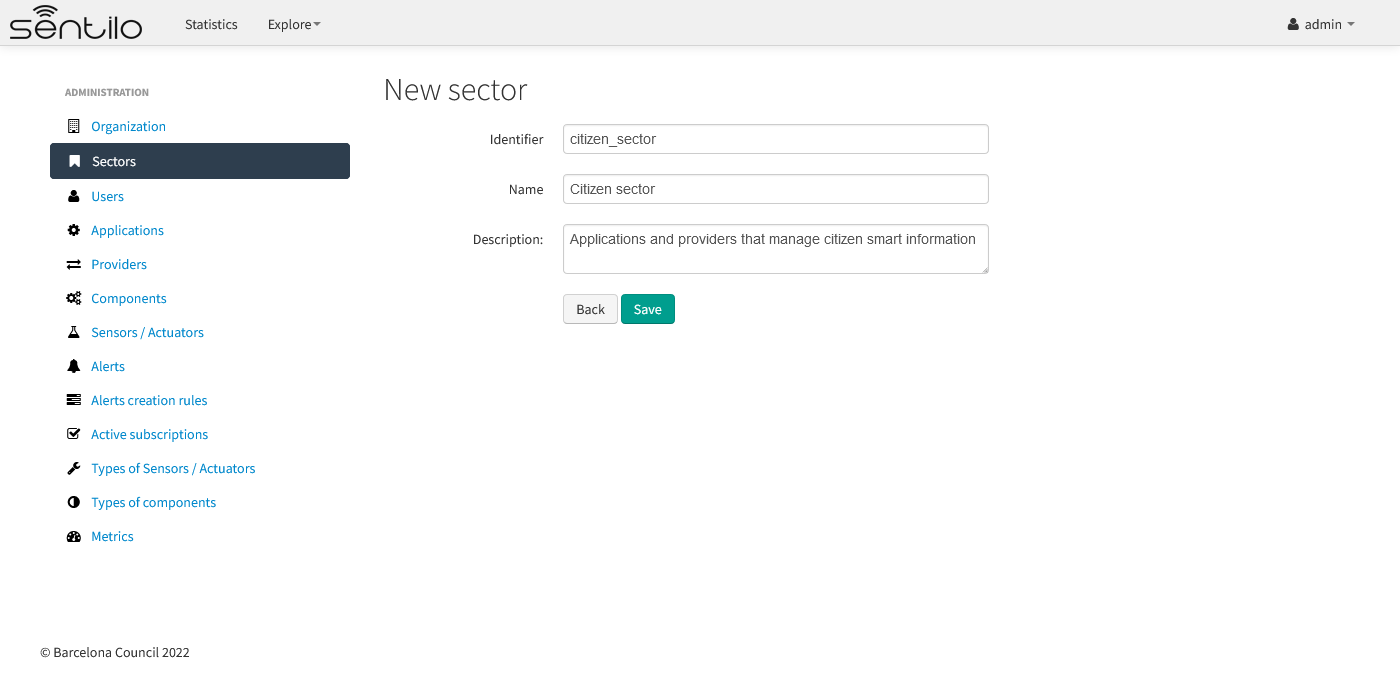 sentilo Statistics Explore admin
ADMINISTRATION
Organization
Sectors
Users
Applications
Providers
Components
Sensors / Actuators
Alerts
Alerts creation rules
Active subscriptions
Types of Sensors / Actuators
Types of components
Metrics
New sector
Identifier citizen_sector
Name Citizen sector
Description: Applications and providers that manage citizen smart information
Back Save
© Barcelona Council 2022